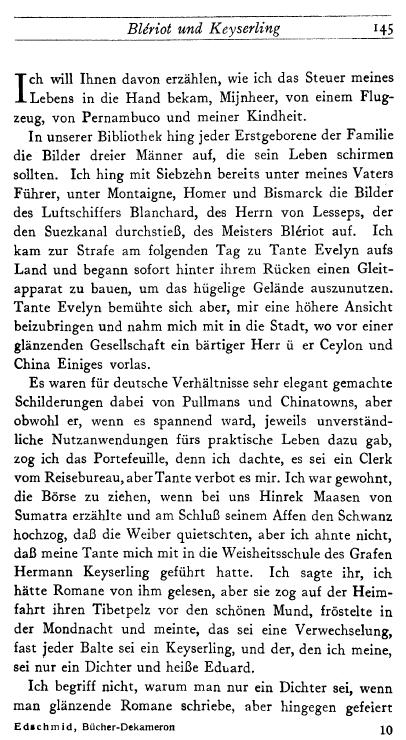 Blériot und Keyserling 145
Ich will Ihnen davon erzählen, wie ich das Steuer meines
Lebens in die Hand bekam, Mijnheer, von einem Flug-
zeug, von Pernambuco und meiner Kindheit.
In unserer Bibliothek hing jeder Erstgeborene der Familie
die Bilder dreier Männer auf, die sein Leben schirmen
sollten. Ich hing mit Siebzehn bereits unter meines Vaters
Führer, unter Montaigne, Homer und Bismarck die Bilder
des Luftschiffers Blanchard, des Herrn von Lesseps, der
den Suezkanal durchstieß, des Meisters Blériot auf. Ich
kam zur Strafe am folgenden Tag zu Tante Evelyn aufs
Land und begann sofort hinter ihrem Rücken einen Gleit-
apparat zu bauen, um das hügelige Gelände auszunutzen.
Tante Evelyn bemühte sich aber, mir eine höhere Ansicht
beizubringen und nahm mich mit in die Stadt, wo vor einer
glänzenden Gesellschaft ein bärtiger Herr ü er Ceylon und
China Einiges vorlas.
Es waren für deutsche Verhältnisse sehr elegant gemachte
Schilderungen dabei von Pullmans und Chinatowns, aber
obwohl er, wenn es spannend ward, jeweils unverständ-
liche Nutzanwendungen fürs praktische Leben dazu gab,
zog ich das Portefeuille, denn ich dachte, es sei ein Clerk
vom Reisebureau, aber Tante verbot es mir. Ich war gewohnt,
die Börse zu ziehen, wenn bei uns Hinrek Maasen von
Sumatra erzählte und am Schluß seinem Affen den Schwanz
hochzog, daß die Weiber quietschten, aber ich ahnte nicht,
daß meine Tante mich mit in die Weisheitsschule des Grafen
Hermann Keyserling geführt hatte. Ich sagte ihr, ich
hätte Romane von ihm gelesen, aber sie zog auf der Heim-
fahrt ihren Tibetpelz vor den schönen Mund, fröstelte in
der Mondnacht und meinte, das sei eine Verwechselung,
fast jeder Balte sei ein Keyserling, und der, den ich meine,
sei nur ein Dichter und heiße Eduard.
Ich begriff nicht, warum man nur ein Dichter sei, wenn
man glänzende Romane schriebe, aber hingegen gefeiert
Edschmid, Bücher-Dekameron 10